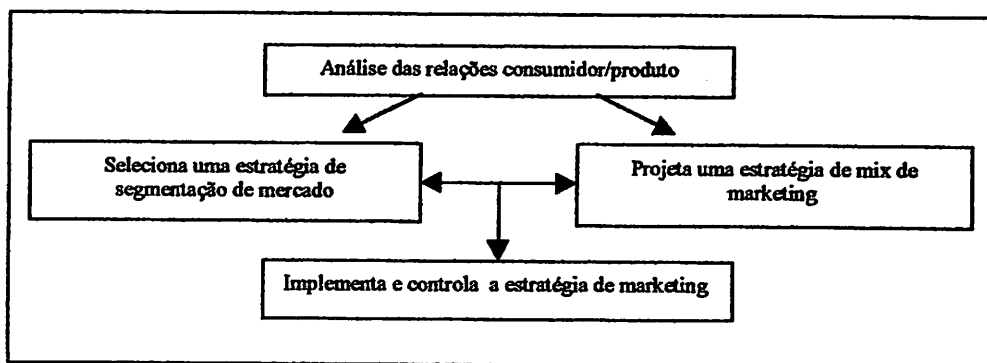 Análise das relações consumidor/produto
Seleciona uma estratégia de
segmentação de mercado
Projeta uma estratégia de mix de
marketing
Implementa e controla a estratégia de marketing